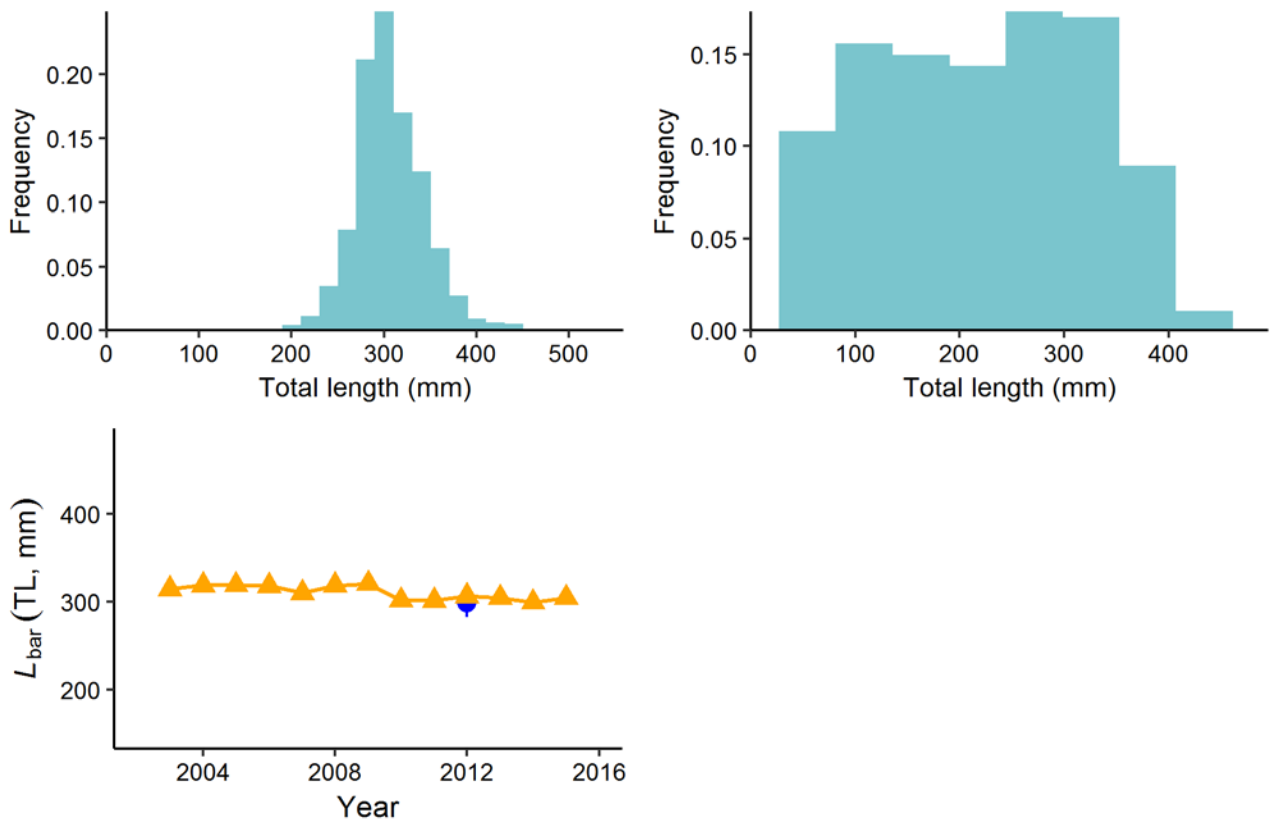 0.20
0.15
0.10
0.05
0.00
Frequency
0 100 200 300 400 500
Total length (mm)
0.15
0.10
0.05
0.00
Frequency
0 100 200 300 400
Total length (mm)
400
300
200
L bar (TL, mm)
2004 2008 2012 2016
Year